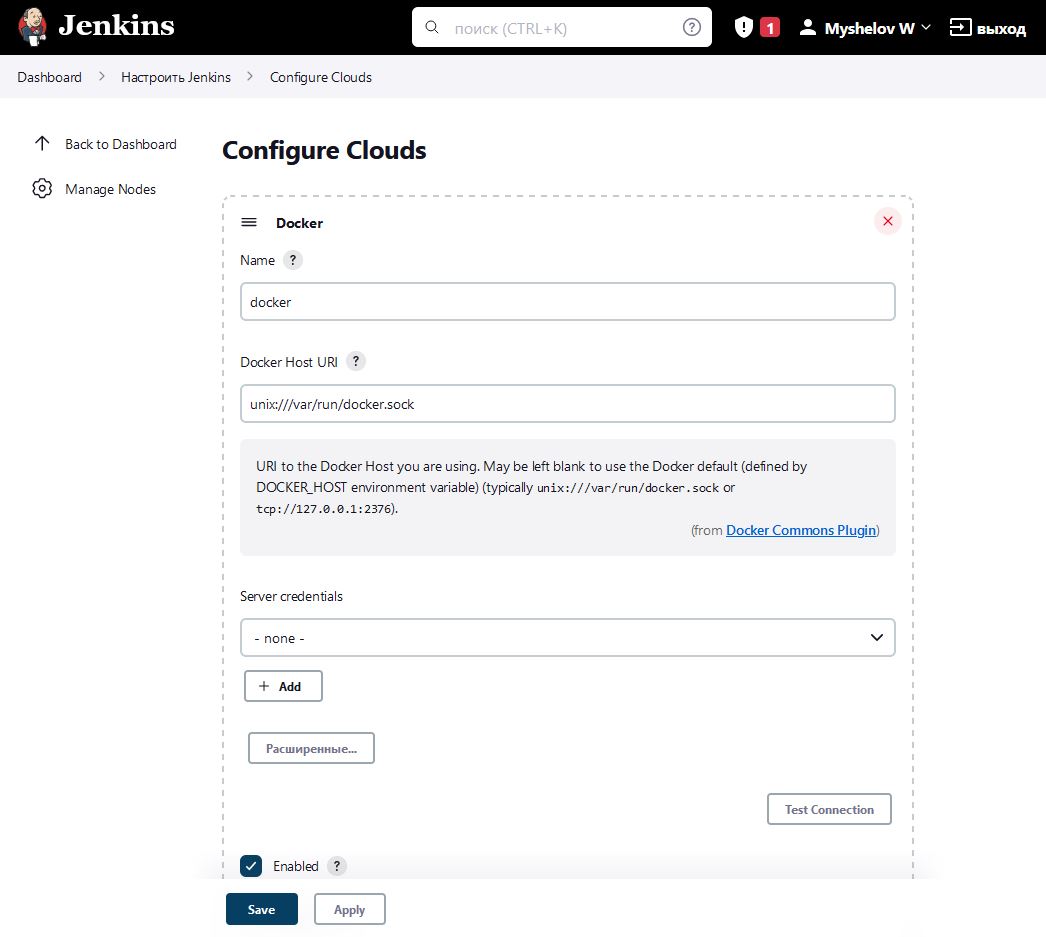 Jenkins
поиск (CTRL+K)
?
1
Myshelov W
выход
Dashboard
Настроить Jenkins
Configure Clouds
Back to Dashboard
Manage Nodes
Configure Clouds
Docker
Name ?
docker
Docker Host URI ?
unix:///var/run/docker.sock
URI to the Docker Host you are using. May be left blank to use the Docker default (defined by
DOCKER_HOST environment variable) (typically unix:///var/run/docker.sock or
tcp://127.0.0.1:2376).
(from Docker Commons Plugin)
Server credentials
- none -
+ Add
Расширенные...
Test Connection
Enabled ?
Save
Apply